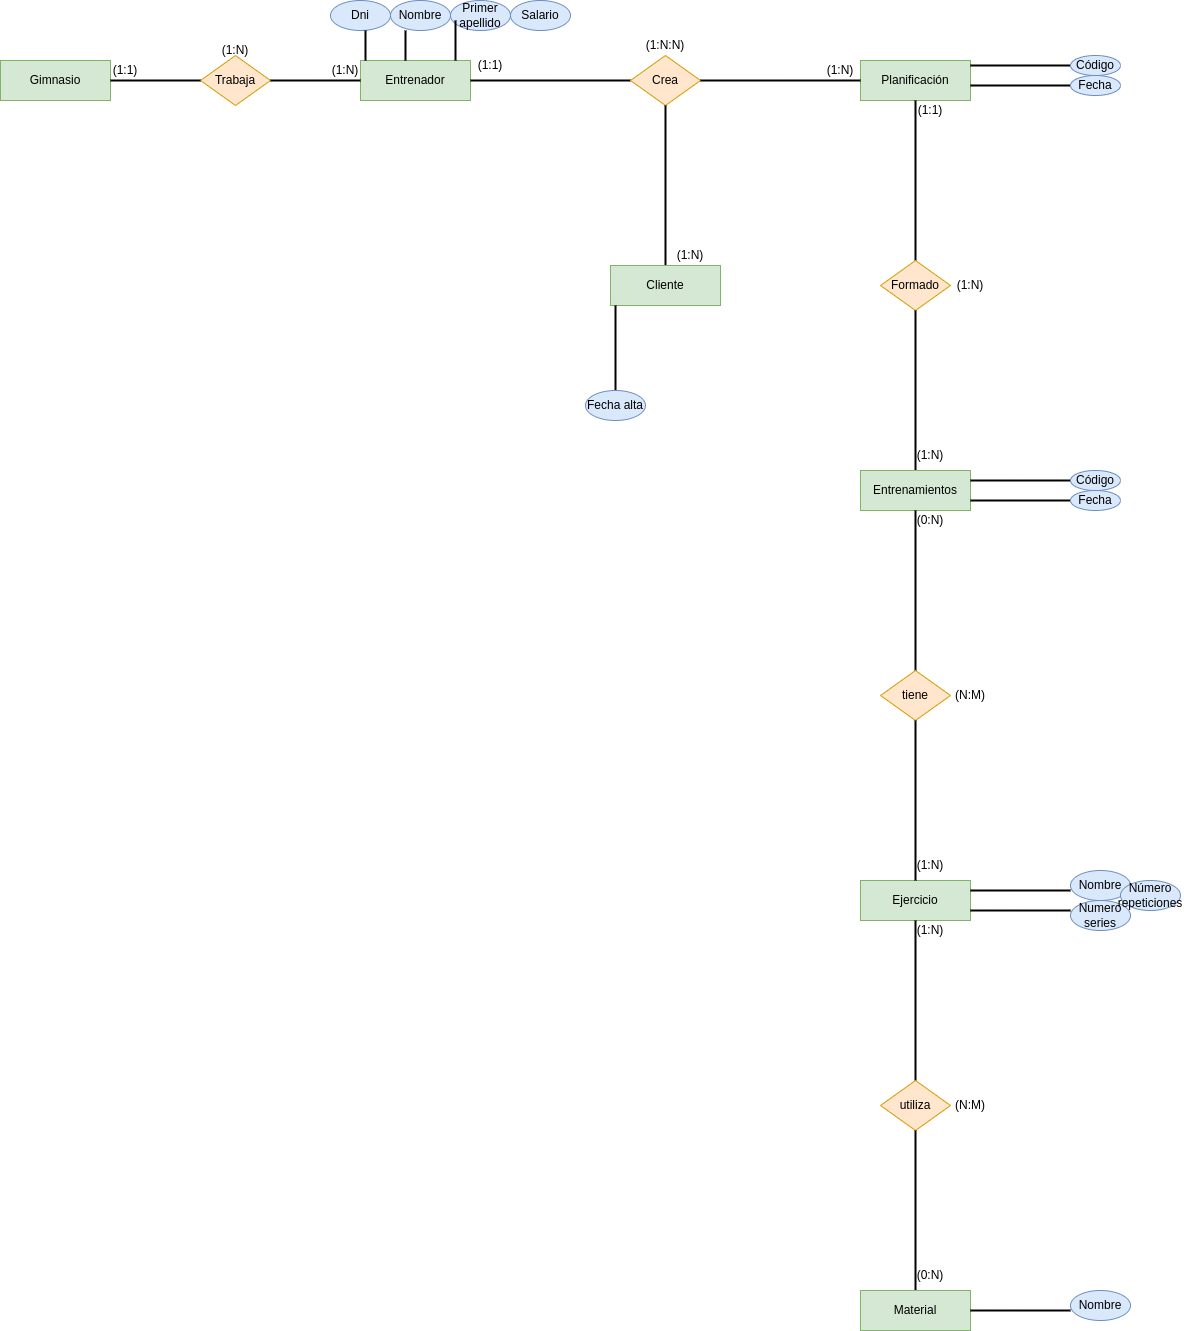 Dni
Nombre
Primer
apellido
Salario
(1:N)
(1:N:N)
Gimnasio
(1:1)
Trabaja
(1:N)
Entrenador
(1:1)
Crea
(1:N)
Planificación
Código
Fecha
(1:1)
(1:N)
Cliente
Formado
(1:N)
Fecha alta
(1:N)
Entrenamientos
Código
Fecha
(0:N)
tiene
(N:M)
(1:N)
Ejercicio
Nombre
Número
repeticiones
Numero
series
(1:N)
utiliza
(N:M)
(0:N)
Material
Nombre